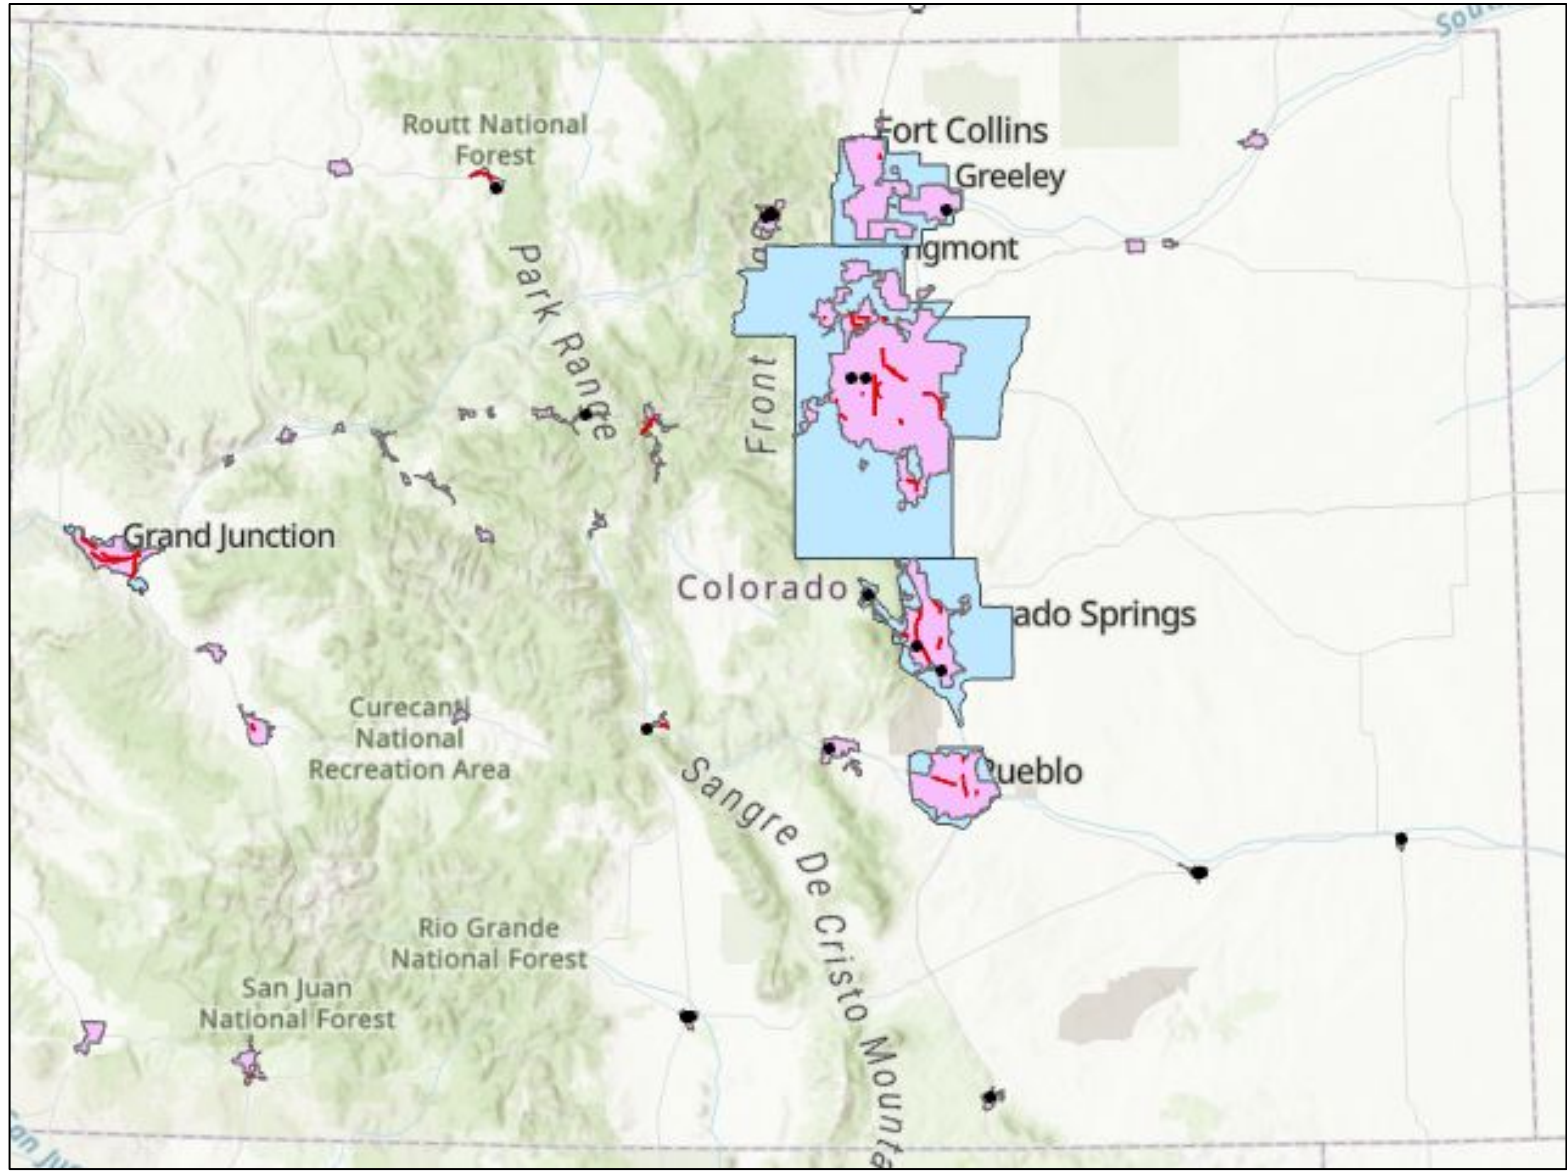 Routt National
Forest
Fort Collins
Greeley
ngmont
Park Range
Front
Grand Junction
Colorado
ado Springs
Curecanti
National
Recreation Area
Pueblo
Sangre De Cristo Mounta
Rio Grande
National Forest
San Juan
National Forest